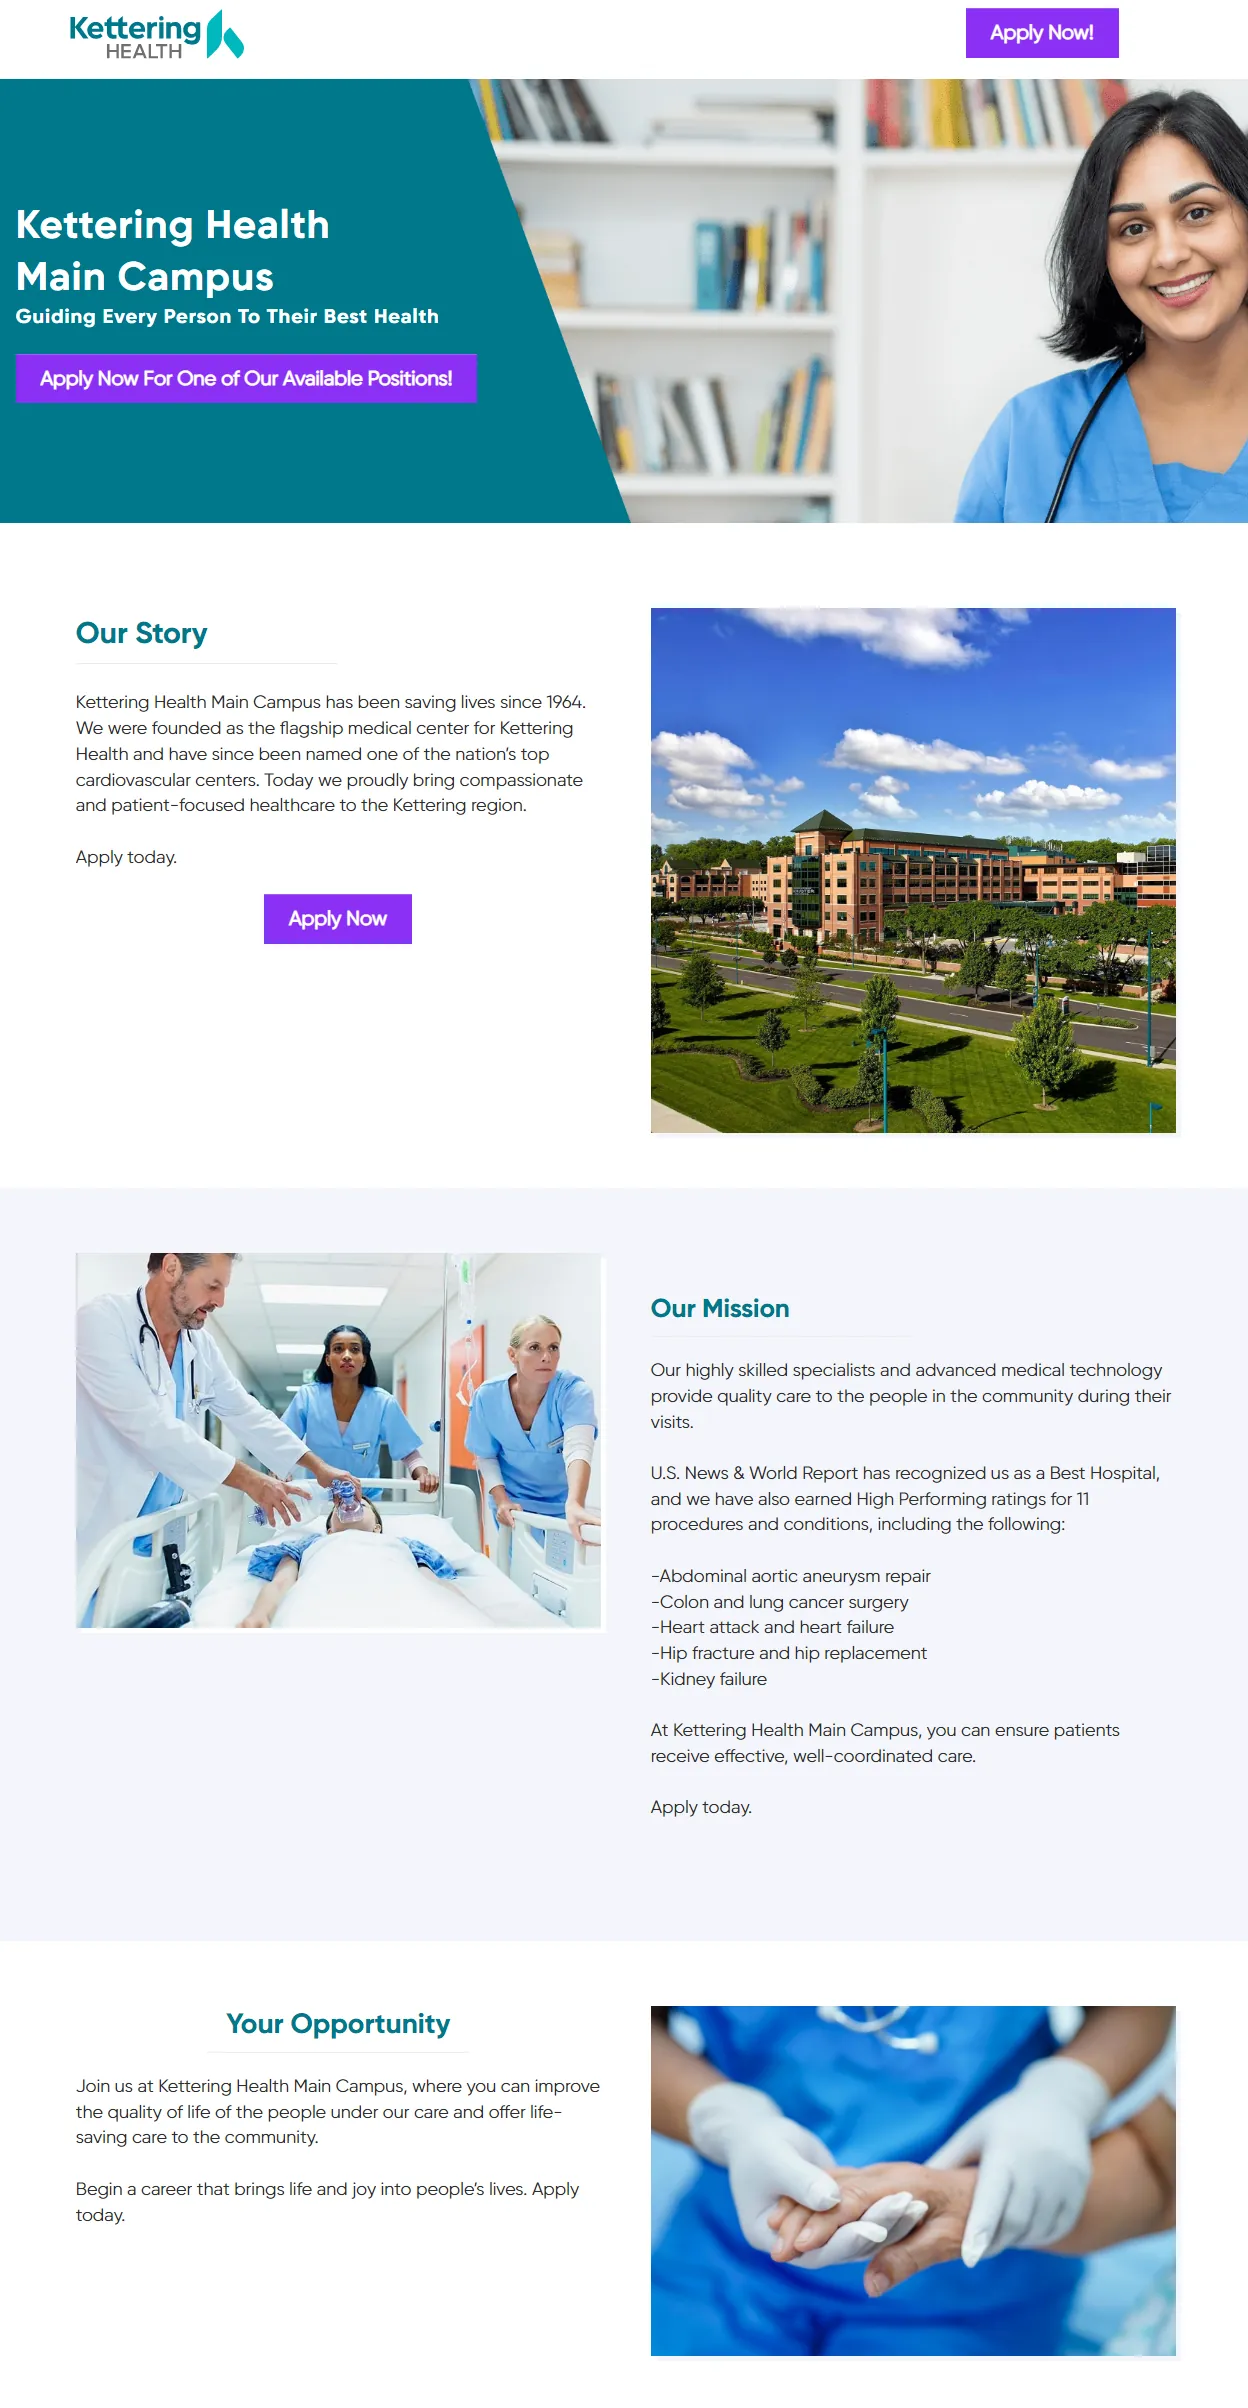 Kettering
HEALTH
Apply Now!
Kettering Health
Main Campus
Guiding Every Person To Their Best Health
Apply Now For One of Our Available Positions!
Our Story
Kettering Health Main Campus has been saving lives since 1964.
We were founded as the flagship medical center for Kettering
Health and have since been named one of the nation's top
cardiovascular centers. Today we proudly bring compassionate
and patient-focused healthcare to the Kettering region.
Apply today.
Apply Now
Our Mission
Our highly skilled specialists and advanced medical technology
provide quality care to the people in the community during their
visits.
U.S. News & World Report has recognized us as a Best Hospital,
and we have also earned High Performing ratings for 11
procedures and conditions, including the following:
-Abdominal aortic aneurysm repair
-Colon and lung cancer surgery
-Heart attack and heart failure
-Hip fracture and hip replacement
-Kidney failure
At Kettering Health Main Campus, you can ensure patients
receive effective, well-coordinated care.
Apply today.
Your Opportunity
Join us at Kettering Health Main Campus, where you can improve
the quality of life of the people under our care and offer life-
saving care to the community.
Begin a career that brings life and joy into people's lives. Apply
today.